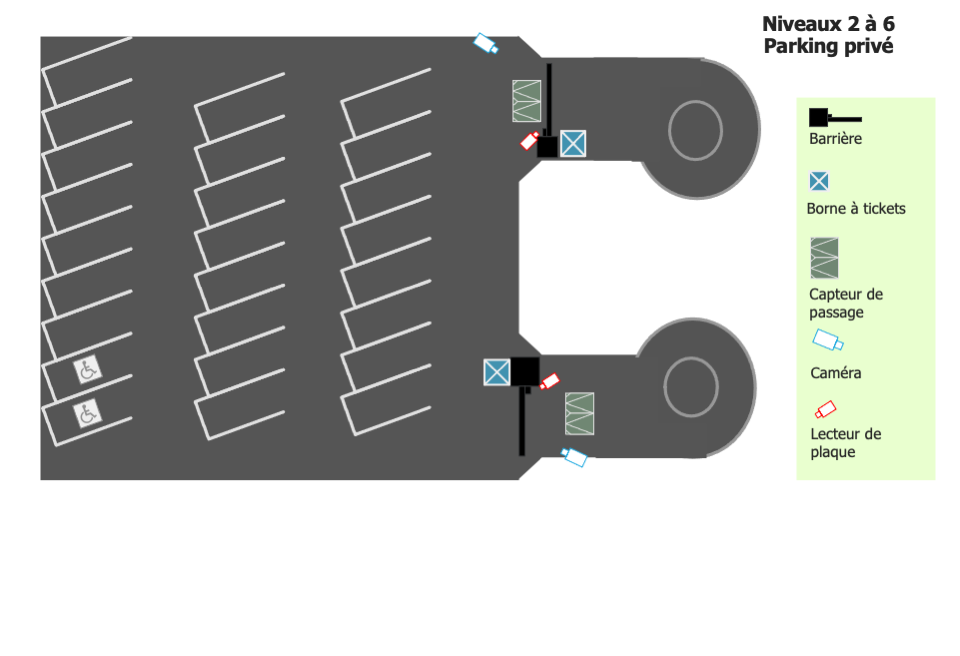 Niveaux 2 à 6
Parking privé
Barrière
Borne à tickets
Capteur de
passage
Caméra
Lecteur de
plaque